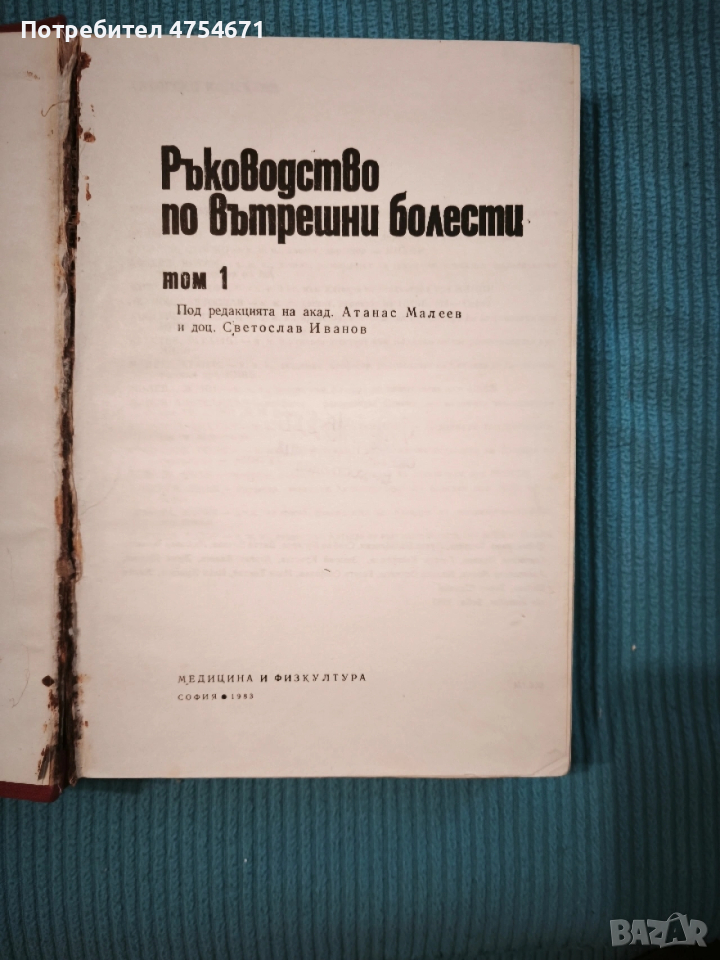 Потребител 4754671
Ръководство
по вътрешни болести
том 1
Под редакцията на акад. Атанас Малеев
и доц. Светослав Иванов
МЕДИЦИНА И ФИЗКУЛТУРА
СОФИЯ ● 1983
BAZAR